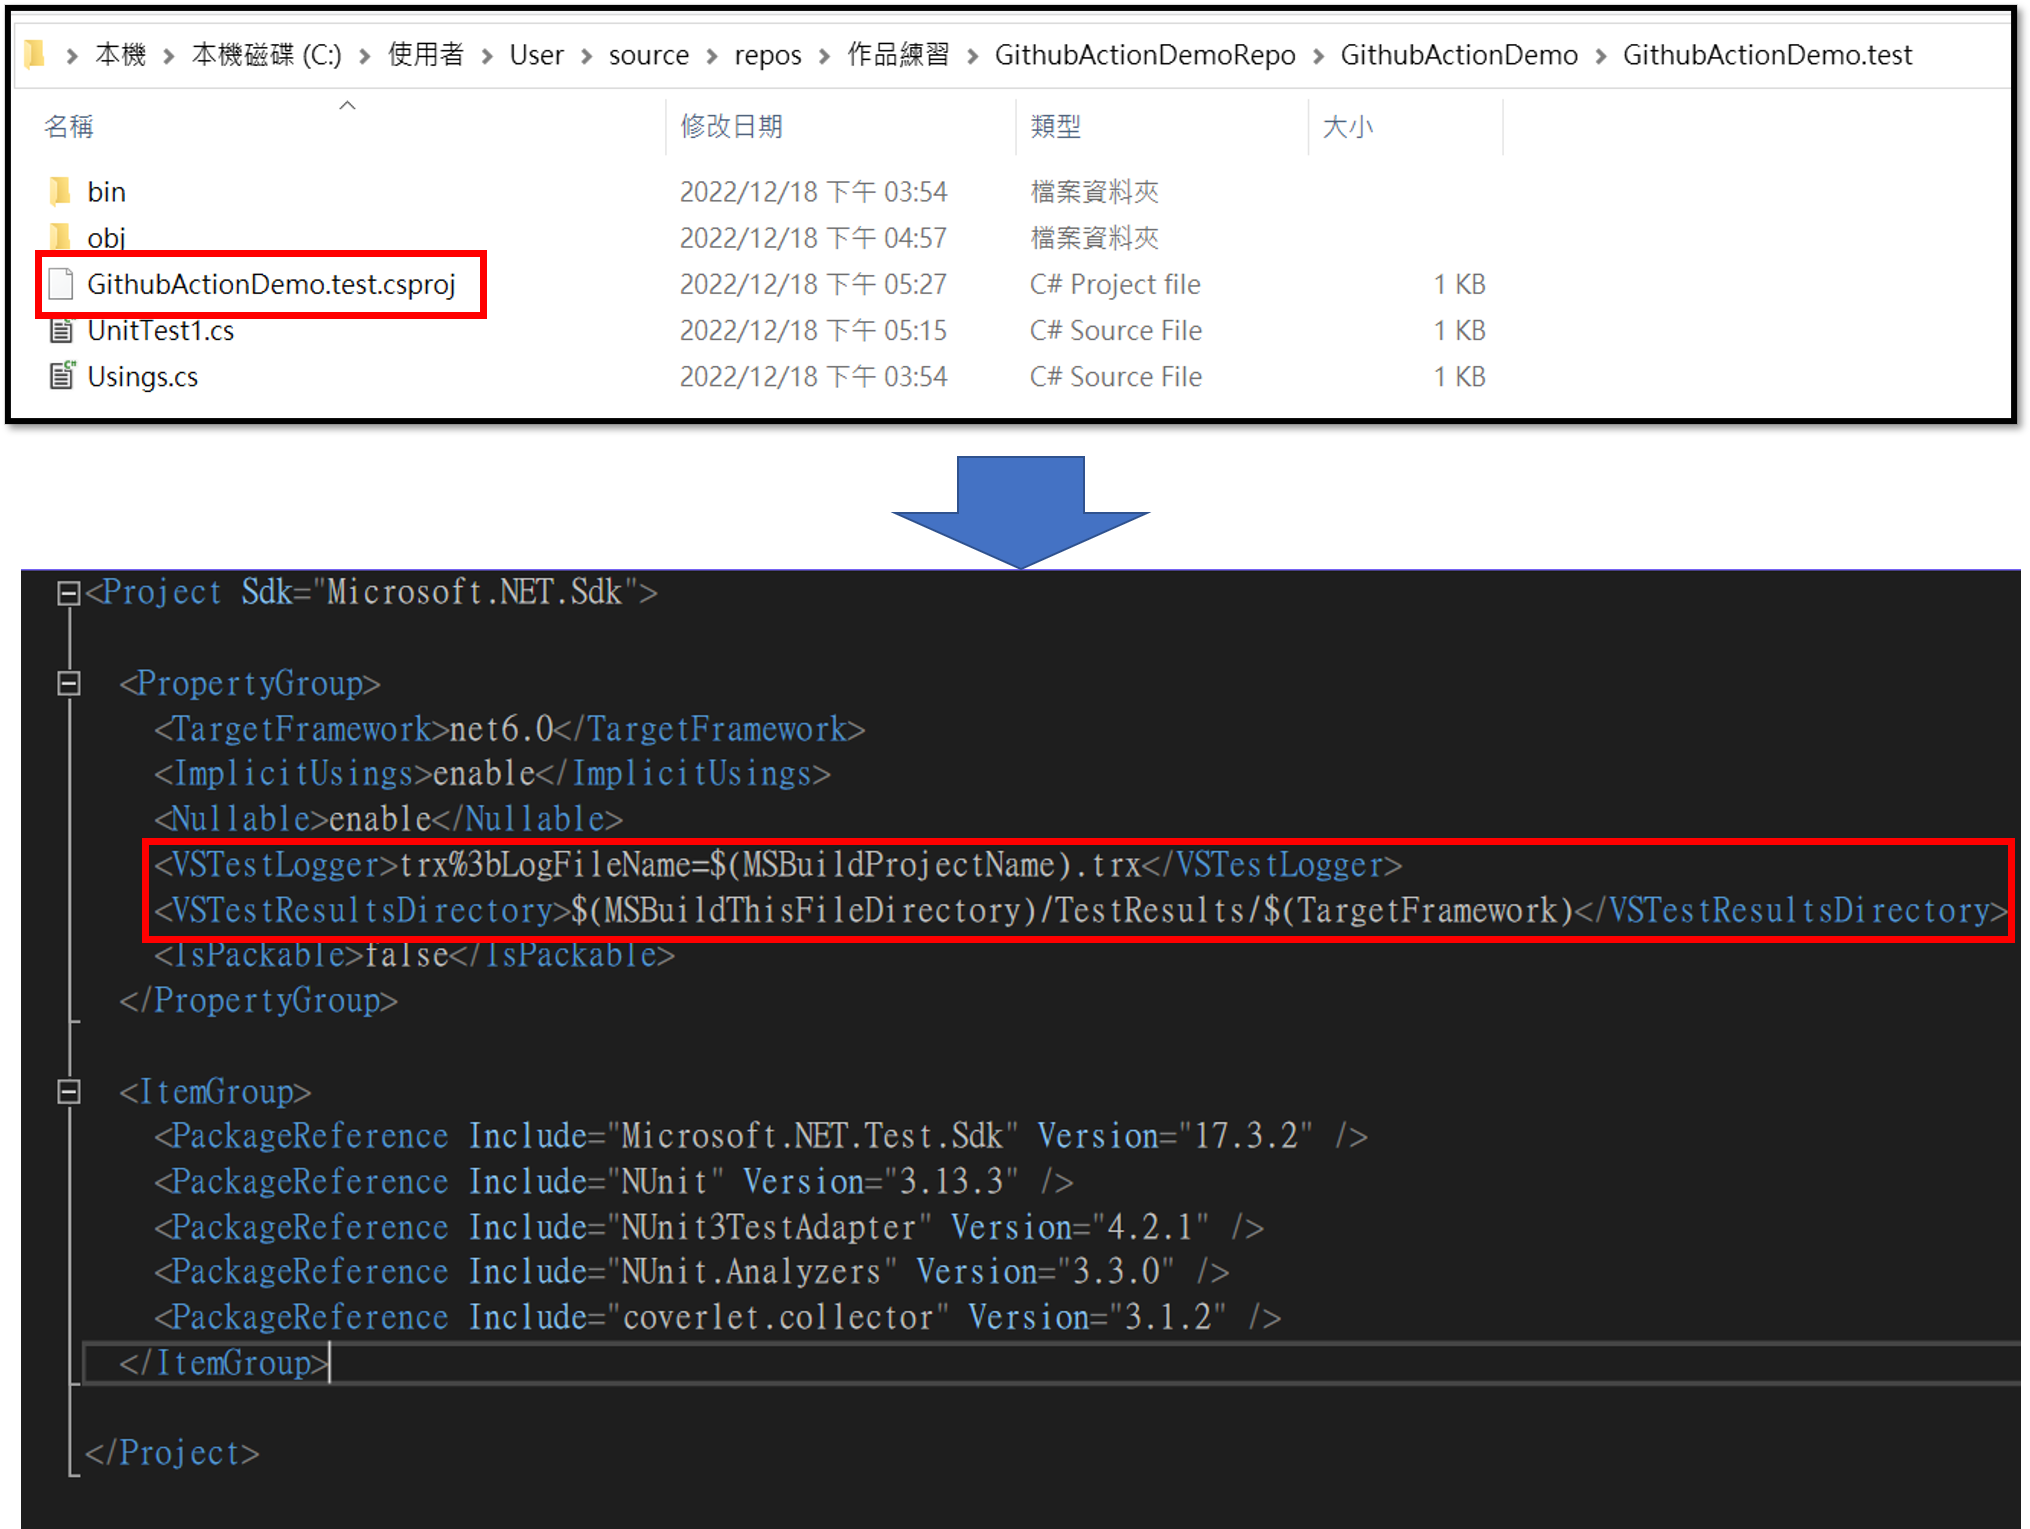 本機 > 本機磁碟 (C:) > 使用者 > User > source > repos > 作品練習 > GithubActionDemoRepo > GithubActionDemo > GithubActionDemo.test
名稱 修改日期 類型 大小
bin 2022/12/18 下午 03:54 檔案資料夾
obj 2022/12/18 下午 04:57 檔案資料夾
GithubActionDemo.test.csproj 2022/12/18 下午 05:27 C# Project file 1 KB
UnitTest1.cs 2022/12/18 下午 05:15 C# Source File 1 KB
Usings.cs 2022/12/18 下午 03:54 C# Source File 1 KB
<Project Sdk="Microsoft.NET.Sdk">
<PropertyGroup>
<TargetFramework>net6.0</TargetFramework>
<ImplicitUsings>enable</ImplicitUsings>
<Nullable>enable</Nullable>
<VSTestLogger>trx%3bLogFileName=$(MSBuildProjectName).trx</VSTestLogger>
<VSTestResultsDirectory>$(MSBuildThisFileDirectory)/TestResults/$(TargetFramework)</VSTestResultsDirectory>
<IsPackable>false</IsPackable>
</PropertyGroup>
<ItemGroup>
<PackageReference Include="Microsoft.NET.Test.Sdk" Version="17.3.2" />
<PackageReference Include="NUnit" Version="3.13.3" />
<PackageReference Include="NUnit3TestAdapter" Version="4.2.1" />
<PackageReference Include="NUnit.Analyzers" Version="3.3.0" />
<PackageReference Include="coverlet.collector" Version="3.1.2" />
</ItemGroup>
</Project>